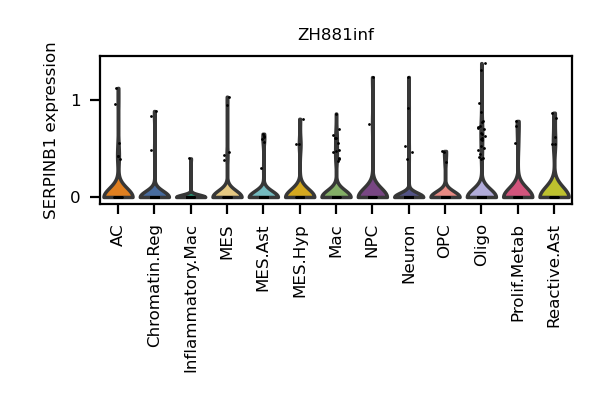 ZH881inf
SERPINB1 expression
1
0
AC
Chromatin.Reg
Inflammatory.Mac
MES
MES.Ast
MES.Hyp
Mac
NPC
Neuron
OPC
Oligo
Prolif.Metab
Reactive.Ast